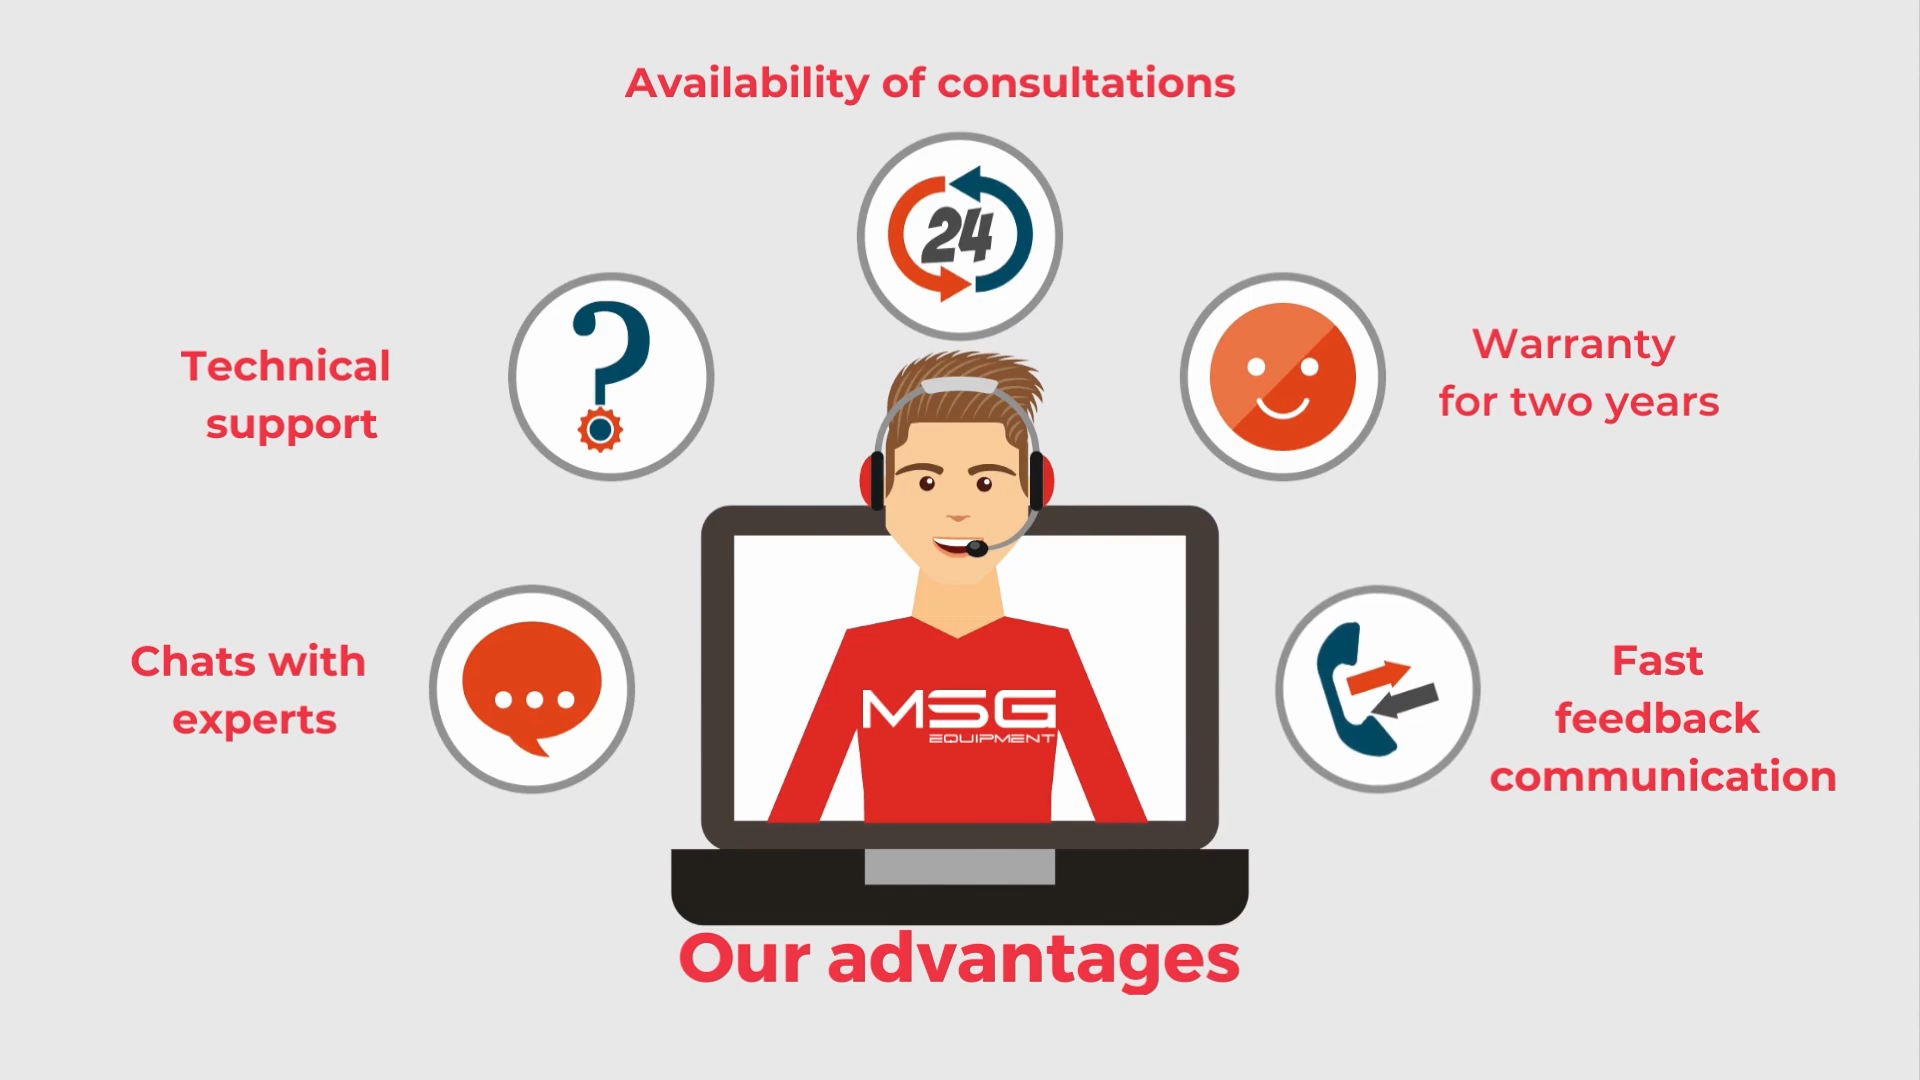 Availability of consultations
24
Technical
support
Warranty
for two years
Chats with
experts
MSG
EQUIPMENT
Fast
feedback
communication
Our advantages